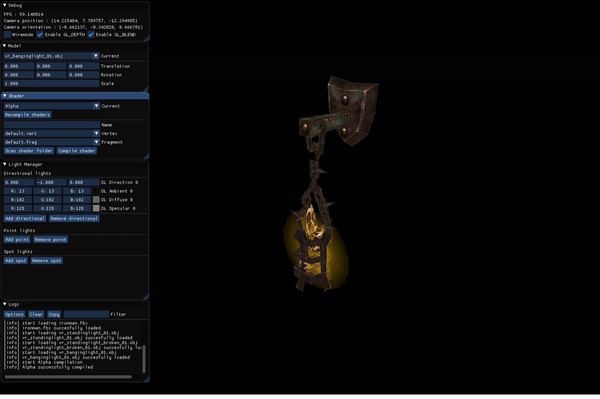 Debug
FPS : 59.148014
Camera position : (14.215404, 7.789757, -12.294985)
Camera orientation : (-0.662137, -0.342020, 0.666781)
Wiremode Enable GL_DEPTH Enable GL_BLEND
Model
vr_hanginglight_01.obj Current
0.000 0.000 0.000 Translation
0.000 0.000 0.000 Rotation
1.000 Scale
Shader
Alpha Current
Recompile shaders
Name
default.vert Vertex
default.frag Fragment
Scan shader folder Compile shader
Light Manager
Directional lights
0.000 -1.000 0.000 DL Direction 0
R: 13 G: 13 B: 13 DL Ambient 0
R:102 G:102 B:102 DL Diffuse 0
R:128 G:128 B:128 DL Specular 0
Add directional Remove directional
Point lights
Add point Remove point
Spot lights
Add spot Remove spot
Logs
Options Clear Copy Filter
[info] start loading ironman.fbx
[info] ironman.fbx succesfully loaded
[info] start loading vr_standinglight_01.obj
[info] vr_standinglight_01.obj succesfully loaded
[info] start loading vr_standinglight_broken_01.obj
[info] vr_standinglight_broken_01.obj succesfully loa
[info] start loading vr_hanginglight_01.obj
[info] vr_hanginglight_01.obj succesfully loaded
[info] start Alpha compilation
[info] Alpha successfully compiled